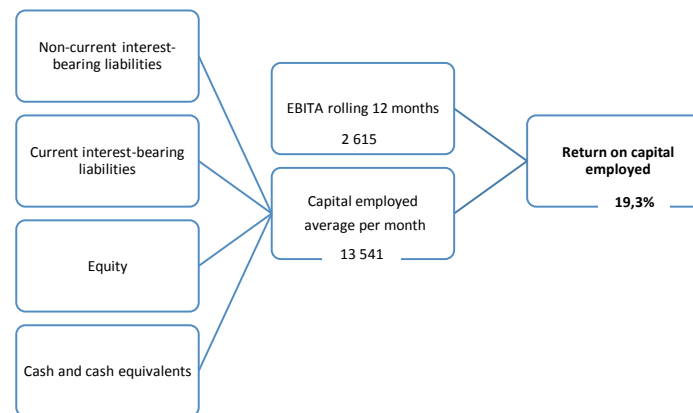 Non-current interest-
bearing liabilities
Current interest-bearing
liabilities
Equity
Cash and cash equivalents
EBITA rolling 12 months
2 615
Capital employed
average per month
13 541
Return on capital
employed
19,3%